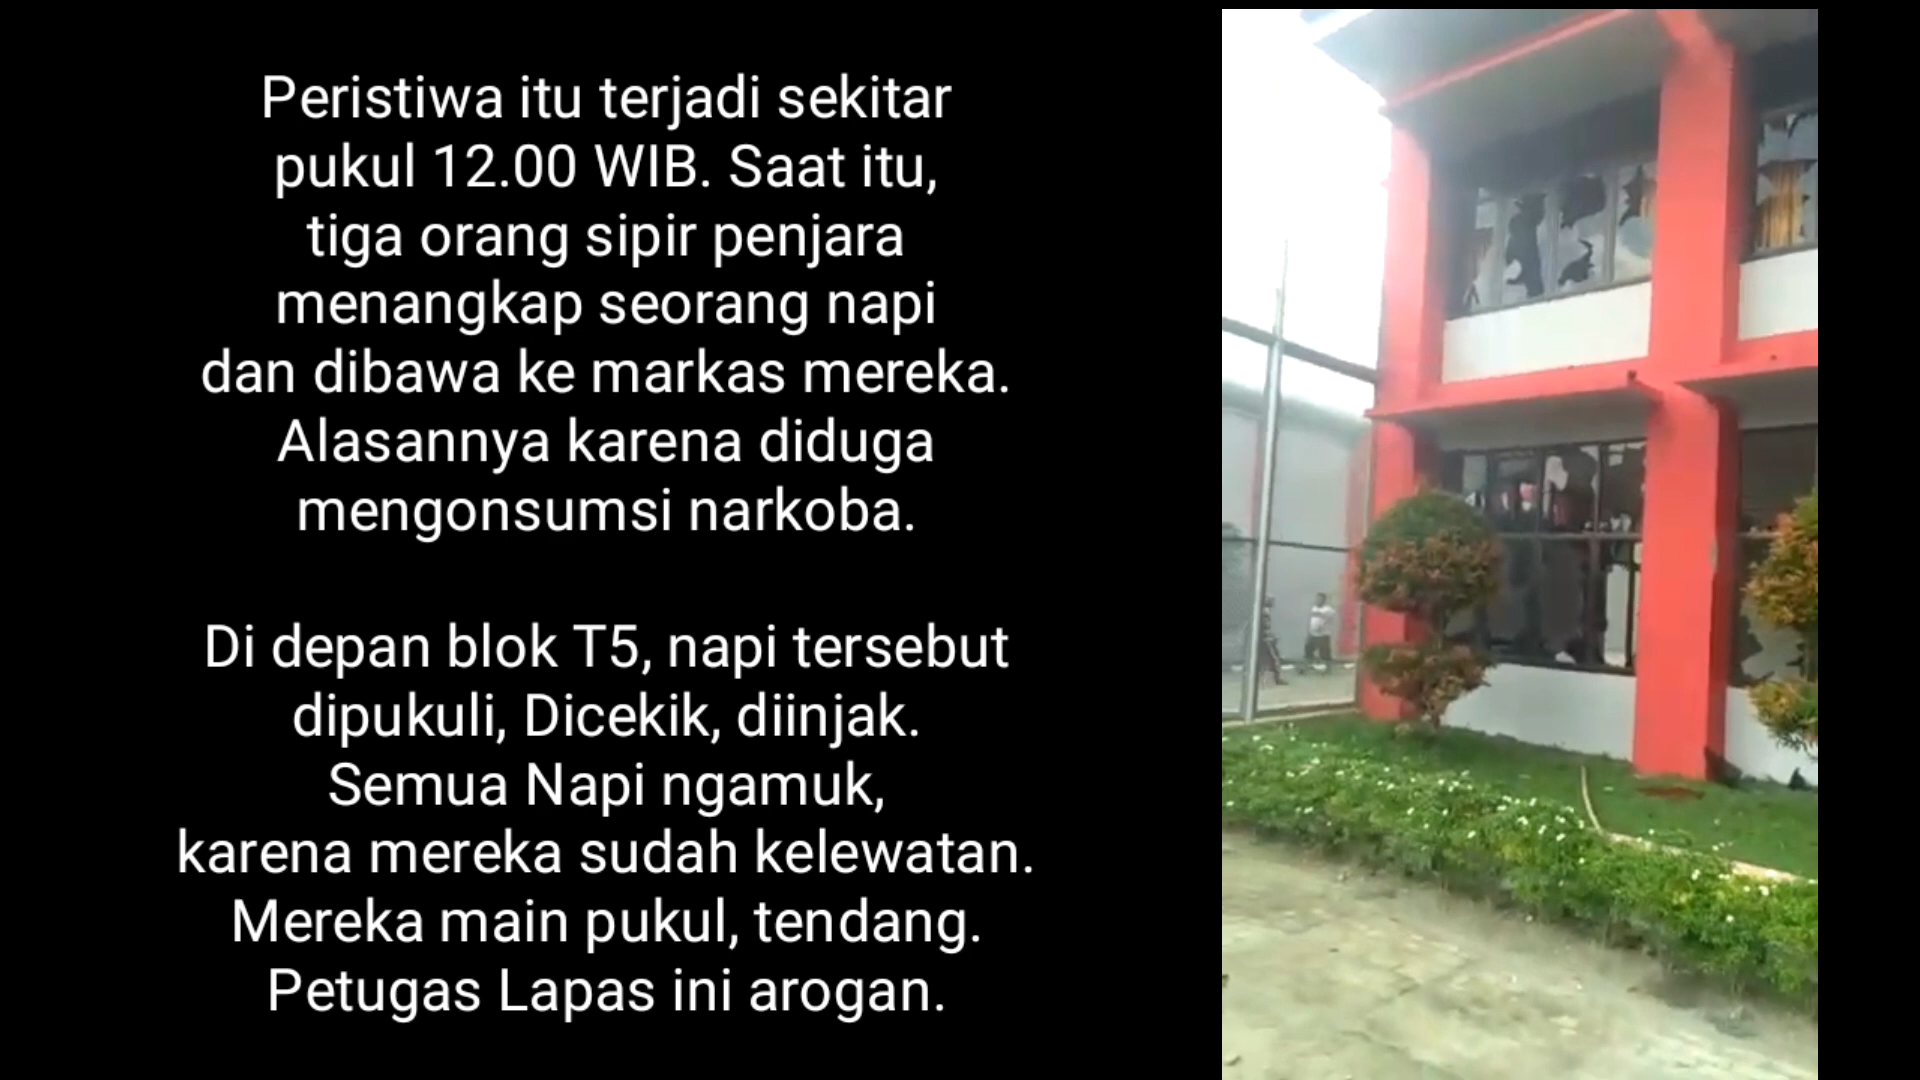 Peristiwa itu terjadi sekitar
pukul 12.00 WIB. Saat itu,
tiga orang sipir penjara
menangkap seorang napi
dan dibawa ke markas mereka.
Alasannya karena diduga
mengonsumsi narkoba.
Di depan blok T5, napi tersebut
dipukuli, Dicekik, diinjak.
Semua Napi ngamuk,
karena mereka sudah kelewatan.
Mereka main pukul, tendang.
Petugas Lapas ini arogan.